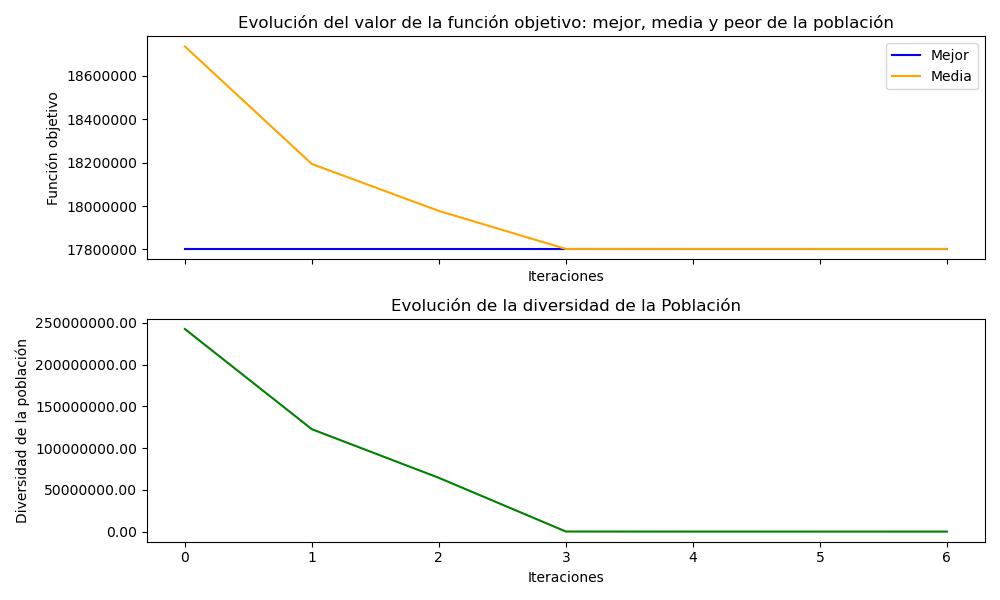 Evolución del valor de la función objetivo: mejor, media y peor de la población
Mejor
Media
Función objetivo
18600000
18400000
18200000
18000000
17800000
Iteraciones
Evolución de la diversidad de la Población
Diversidad de la población
250000000.00
200000000.00
150000000.00
100000000.00
50000000.00
0.00
0 1 2 3 4 5 6
Iteraciones